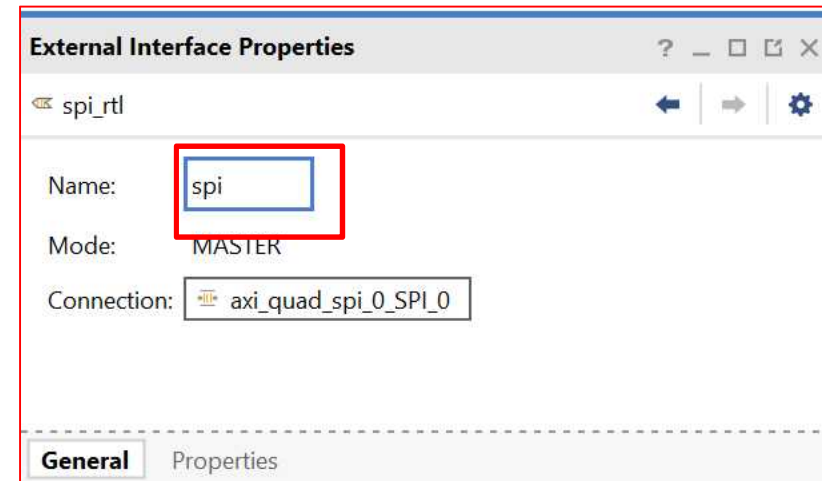 External Interface Properties
spi_rtl
Name: spi
Mode: MASTER
Connection: axi_quad_spi_0_SPI_0
General Properties